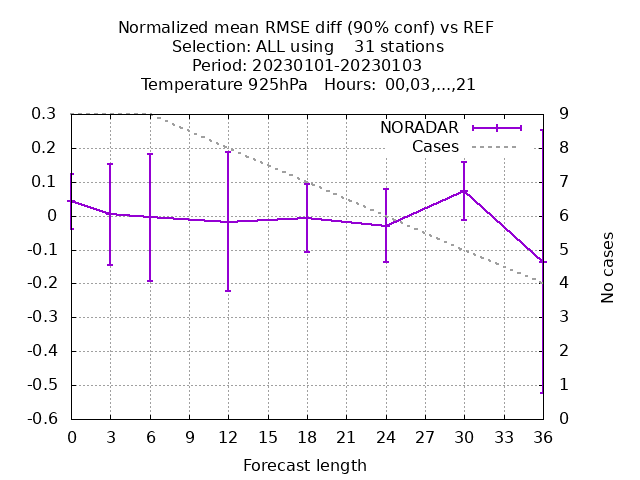 Normalized mean RMSE diff (90% conf) vs REF
Selection: ALL using    31 stations
Period: 20230101-20230103
Temperature 925hPa   Hours:  00,03,...,21
NORADAR
Cases
0.3
0.2
0.1
0
-0.1
-0.2
-0.3
-0.4
-0.5
-0.6
9
8
7
6
5
4
3
2
1
0
No cases
0 3 6 9 12 15 18 21 24 27 30 33 36
Forecast length